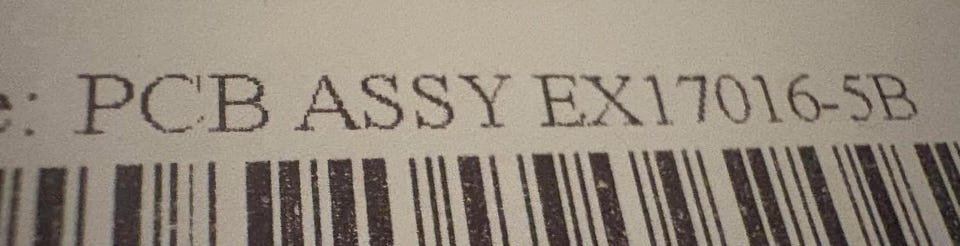 e: PCB ASSY EX17016-5B